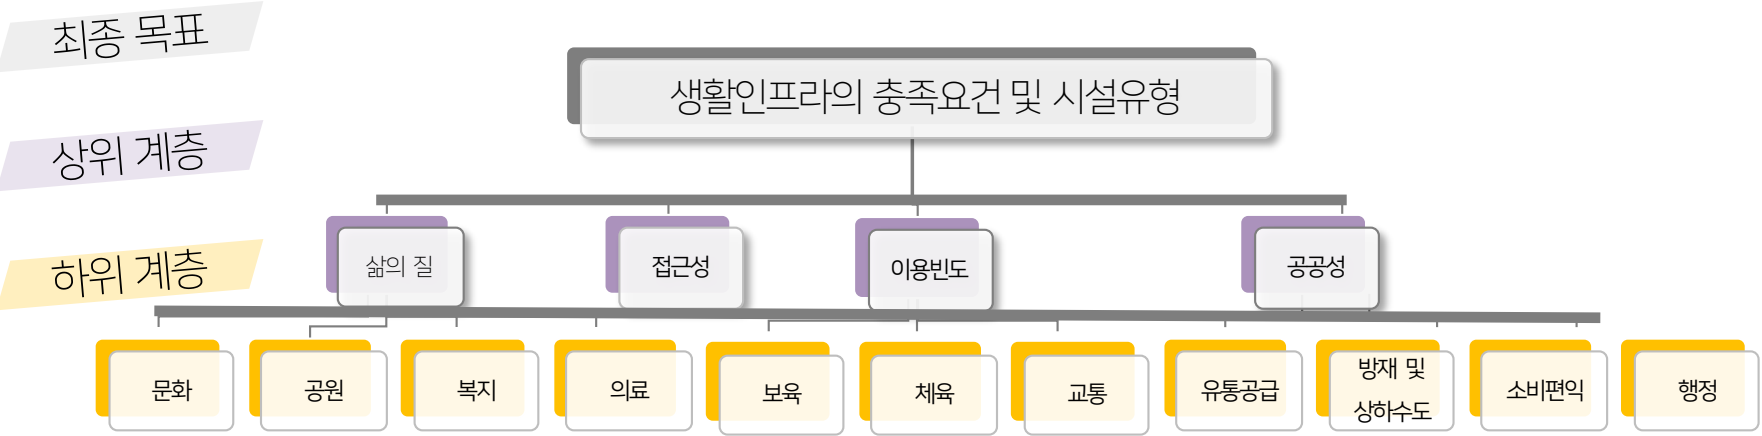 최종 목표
생활인프라의 충족요건 및 시설유형
상위 계층
삶의 질
접근성
이용빈도
공공성
하위 계층
문화
공원
복지
의료
보육
체육
교통
유통공급
방재 및
상하수도
소비편익
행정